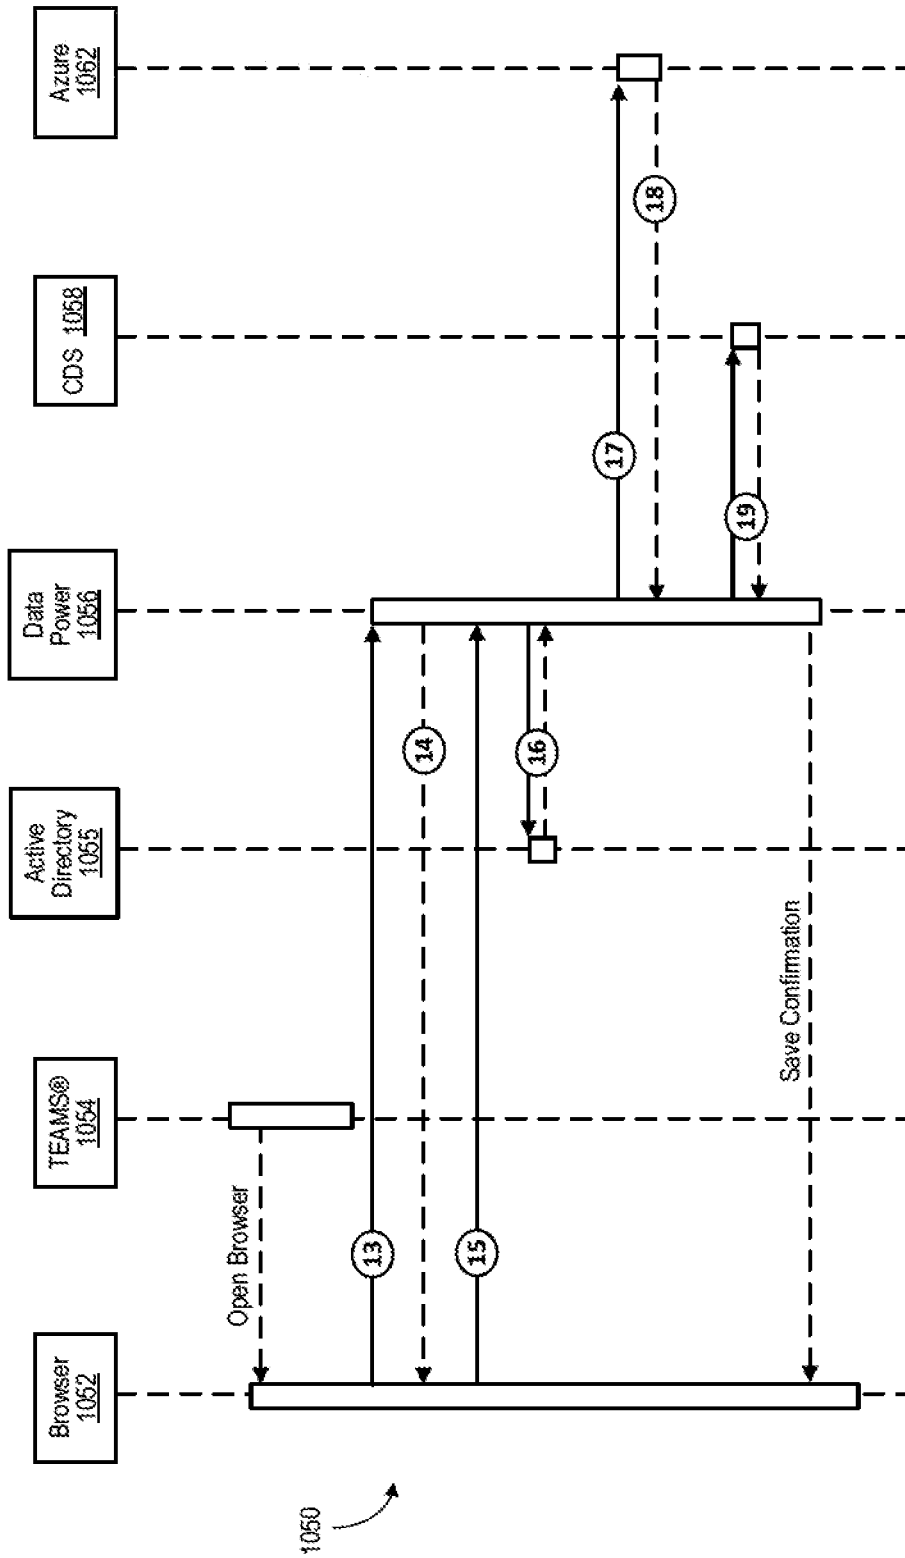 Browser
1052
TEAMS®
1054
Active
Directory
1055
Data
Power
1056
CDS 1058
Azure
1062
Open Browser
13
14
15
16
17
18
19
Save Confirmation
1050